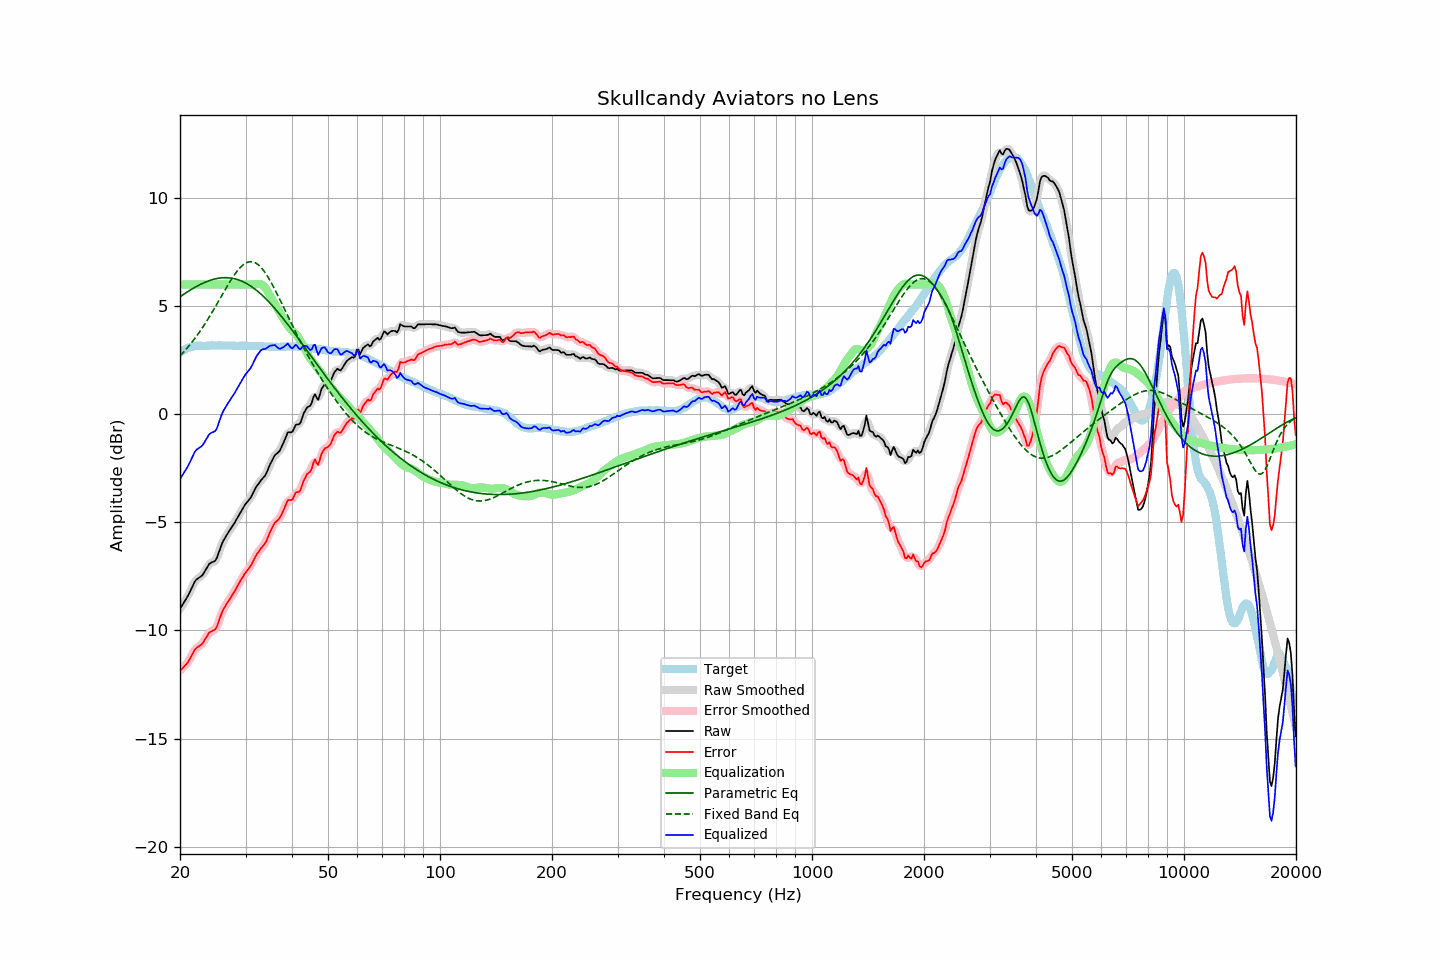 Skullcandy Aviators no Lens
Amplitude (dBr)
10
5
0
−5
−10
−15
−20
Target
Raw Smoothed
Error Smoothed
Raw
Error
Equalization
Parametric Eq
Fixed Band Eq
Equalized
20
50
100
200
500
1000
2000
5000
10000
20000
Frequency (Hz)